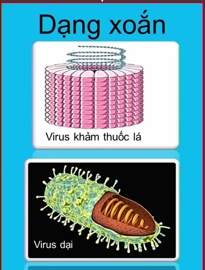 Dạng xoắn
Virus khảm thuốc lá
Virus dại